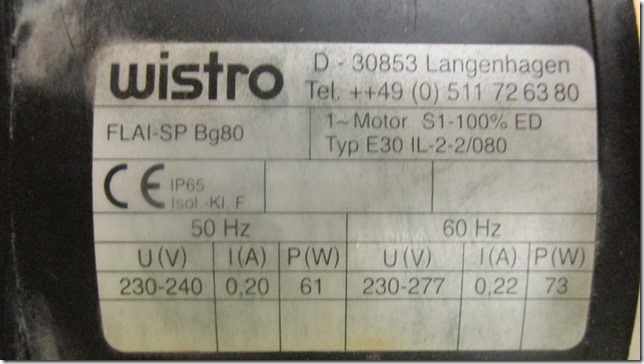 wistro
D - 30853 Langenhagen
Tel. ++49 (0) 511 72 63 80
FLAI-SP Bg80
1~Motor S1-100% ED
Typ E30 IL-2-2/080
CE IP65
Isol.-Kl. F
50 Hz 60 Hz
U(V) I(A) P(W) U(V) I(A) P(W)
230-240 0,20 61 230-277 0,22 73